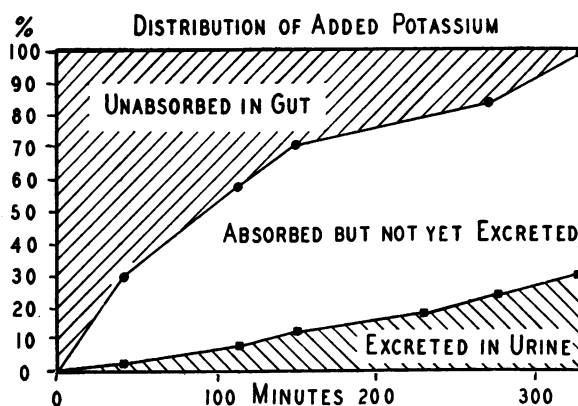 % DISTRIBUTION OF ADDED POTASSIUM
100
90
UNABSORBED IN GUT
80
70
60
50
ABSORBED BUT NOT YET EXCRETED
40
30
20
10
EXCRETED IN URINE
0
0 100 200 300
MINUTES